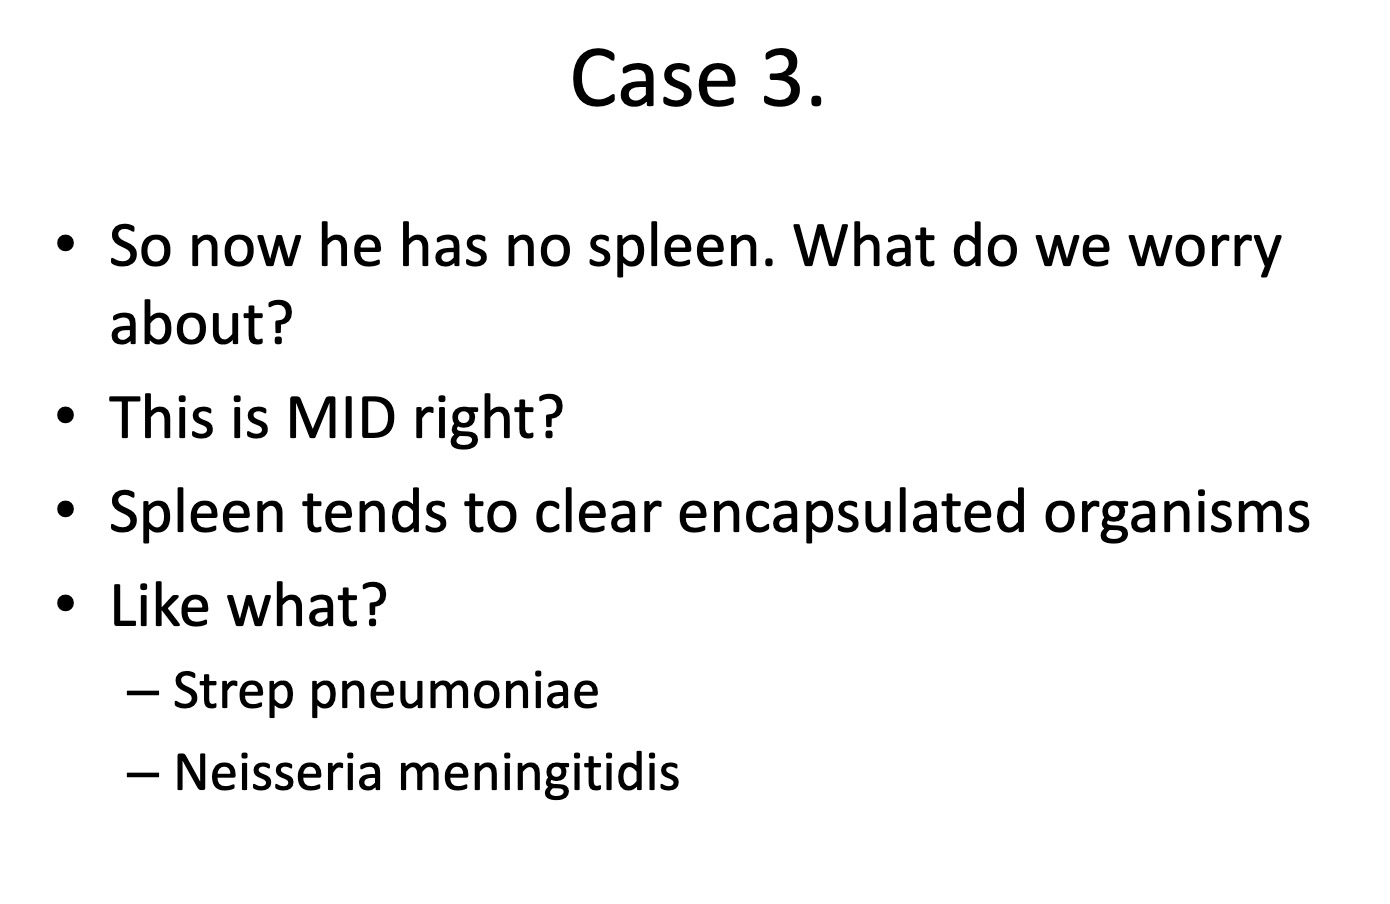 Case 3.
• So now he has no spleen. What do we worry
about?
• This is MID right?
• Spleen tends to clear encapsulated organisms
• Like what?
– Strep pneumoniae
– Neisseria meningitidis